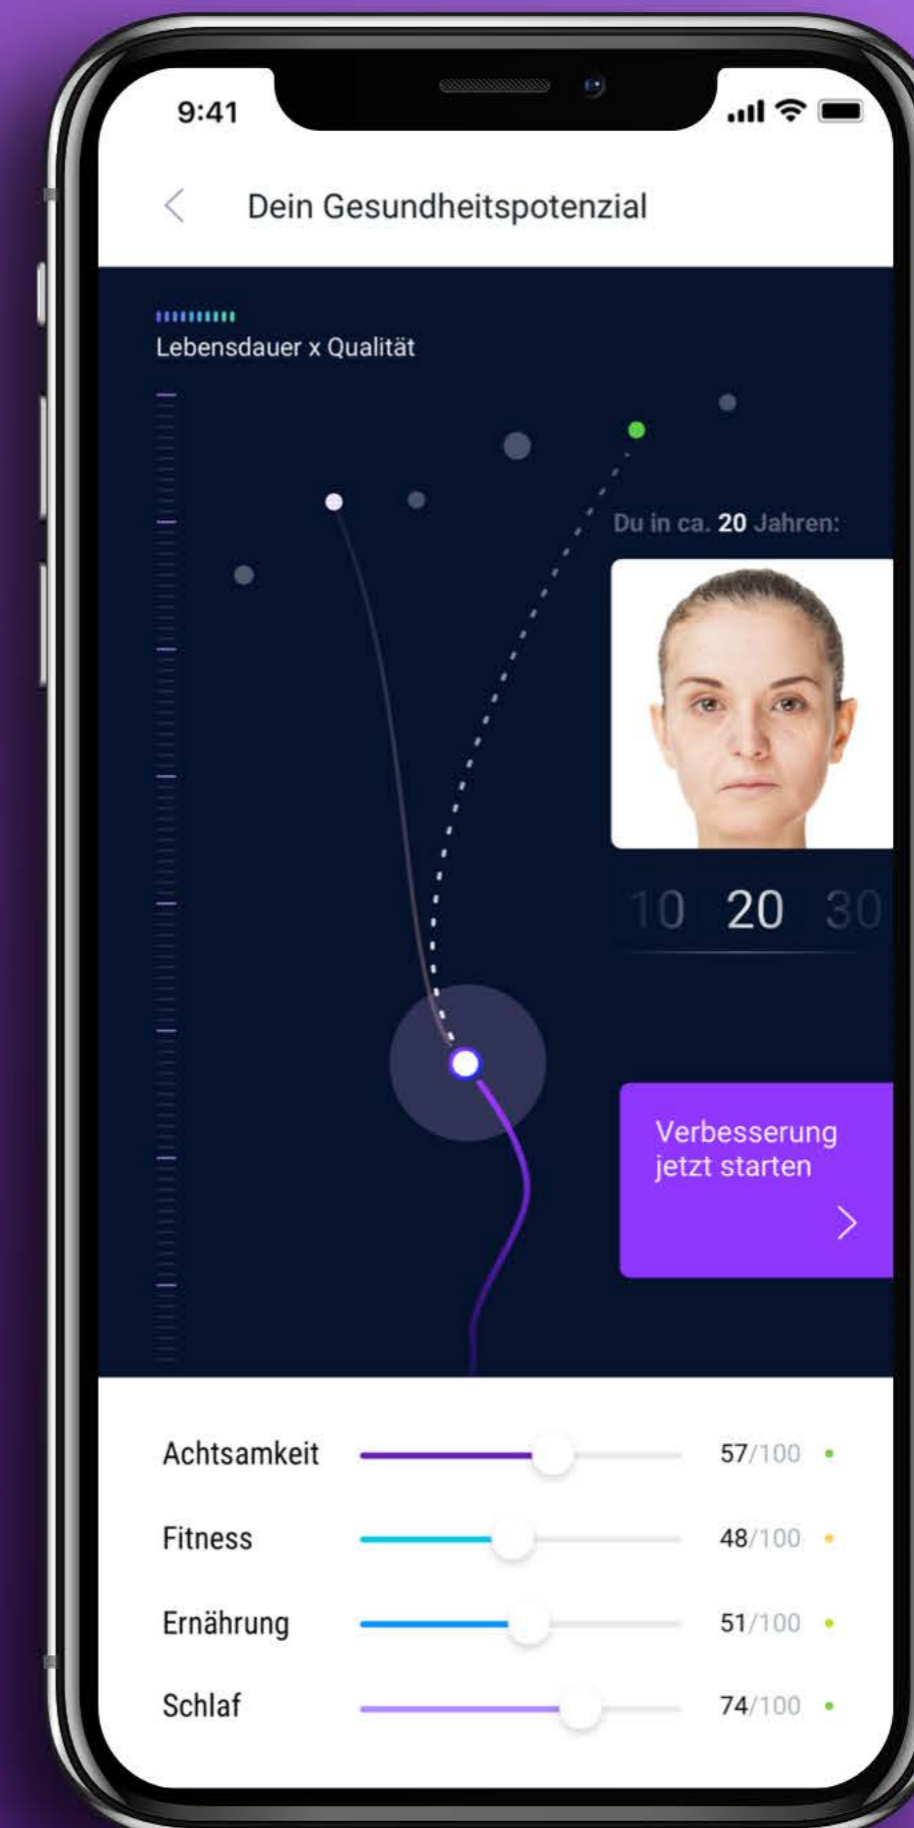 9:41
Dein Gesundheitspotenzial
Lebensdauer x Qualität
Du in ca. 20 Jahren:
10 20 30
Verbesserung
jetzt starten
Achtsamkeit 57/100
Fitness 48/100
Ernährung 51/100
Schlaf 74/100